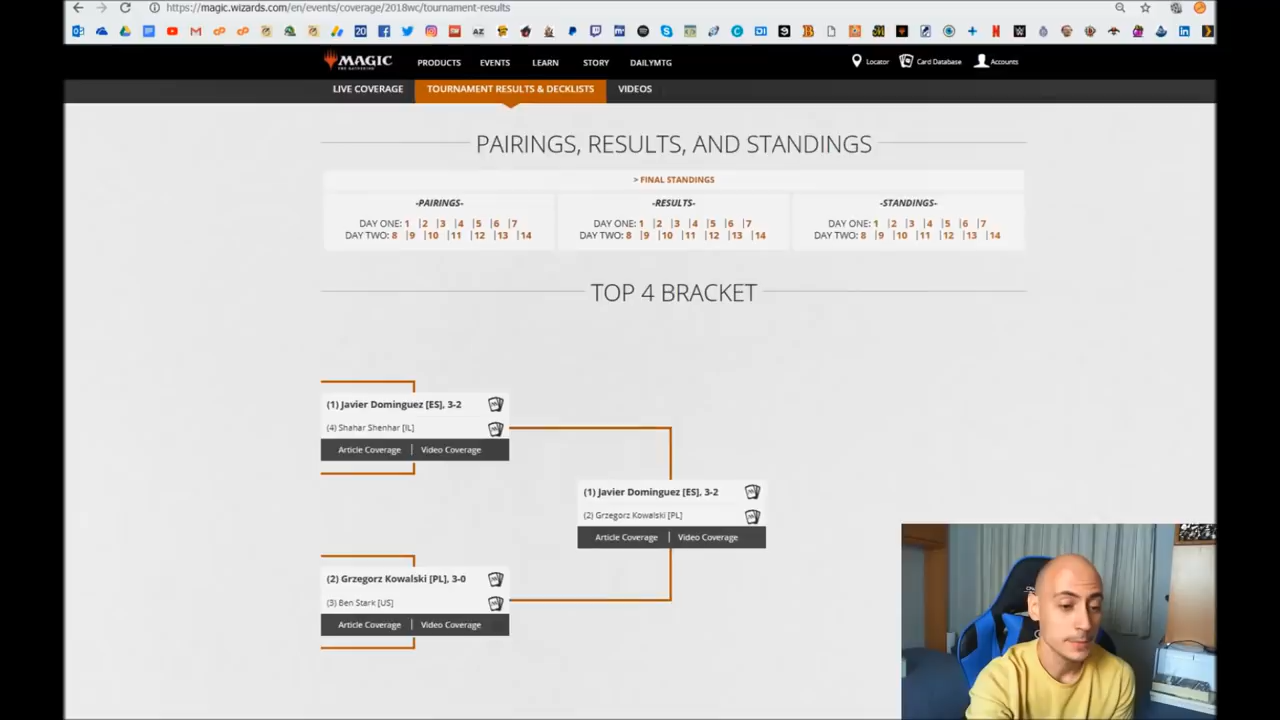 https://magic.wizards.com/en/events/coverage/2018wc/tournament-results
MAGIC
PRODUCTS EVENTS LEARN STORY DAILYMTG
Locator Card Database Accounts
LIVE COVERAGE TOURNAMENT RESULTS & DECKLISTS VIDEOS
PAIRINGS, RESULTS, AND STANDINGS
> FINAL STANDINGS
-PAIRINGS- -RESULTS- -STANDINGS-
DAY ONE: 1 |2 |3 |4 |5 |6 |7 DAY ONE: 1 |2 |3 |4 |5 |6 |7 DAY ONE: 1 |2 |3 |4 |5 |6 |7
DAY TWO: 8 |9 |10 |11 |12 |13 |14 DAY TWO: 8 |9 |10 |11 |12 |13 |14 DAY TWO: 8 |9 |10 |11 |12 |13 |14
TOP 4 BRACKET
(1) Javier Dominguez [ES], 3-2
(4) Shahar Shenhar [IL]
Article Coverage | Video Coverage
(1) Javier Dominguez [ES], 3-2
(2) Grzegorz Kowalski [PL]
Article Coverage | Video Coverage
(2) Grzegorz Kowalski [PL], 3-0
(3) Ben Stark [US]
Article Coverage | Video Coverage